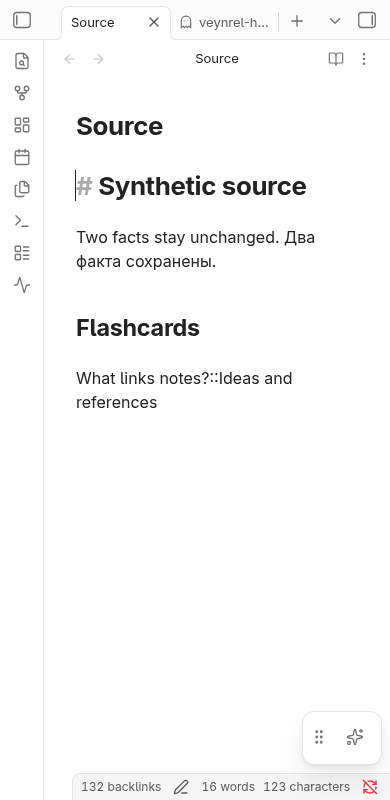 Source
veynrel-h...
Source
Source
# Synthetic source
Two facts stay unchanged. Два
факта сохранены.
Flashcards
What links notes?::Ideas and
references
132 backlinks 16 words 123 characters